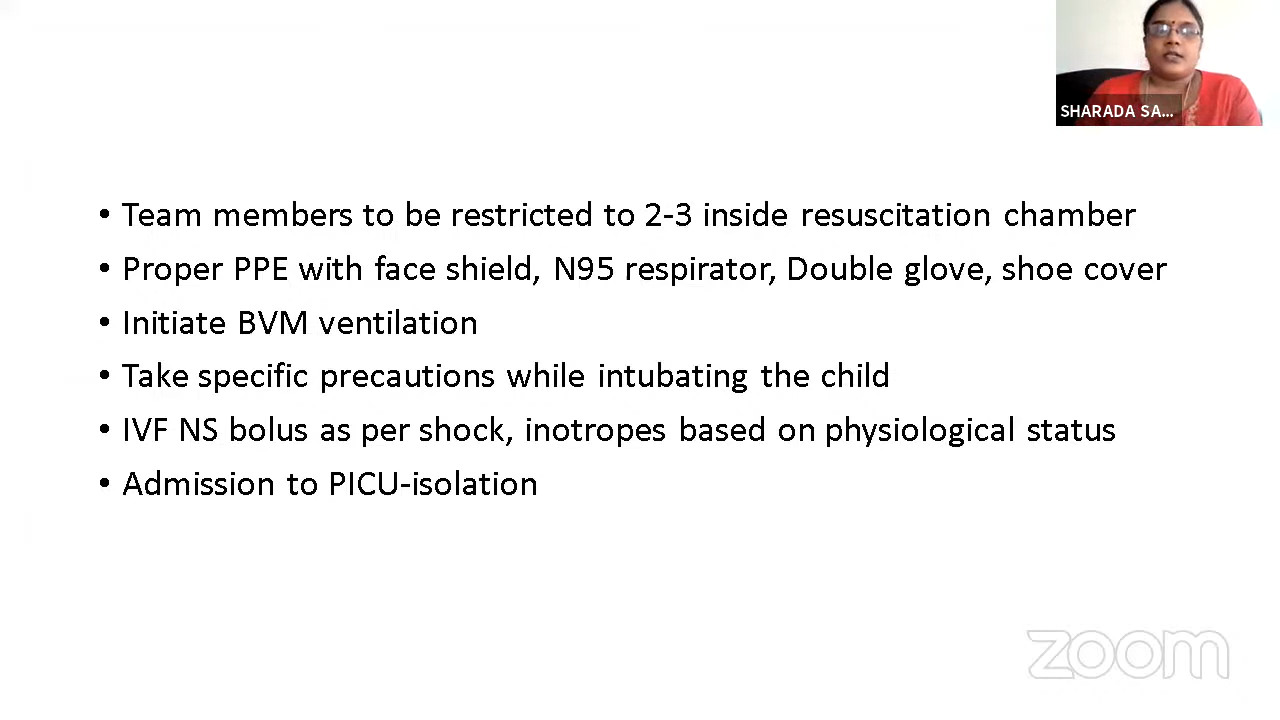 SHARADA SA...
• Team members to be restricted to 2-3 inside resuscitation chamber
• Proper PPE with face shield, N95 respirator, Double glove, shoe cover
• Initiate BVM ventilation
• Take specific precautions while intubating the child
• IVF NS bolus as per shock, inotropes based on physiological status
• Admission to PICU-isolation
zoom